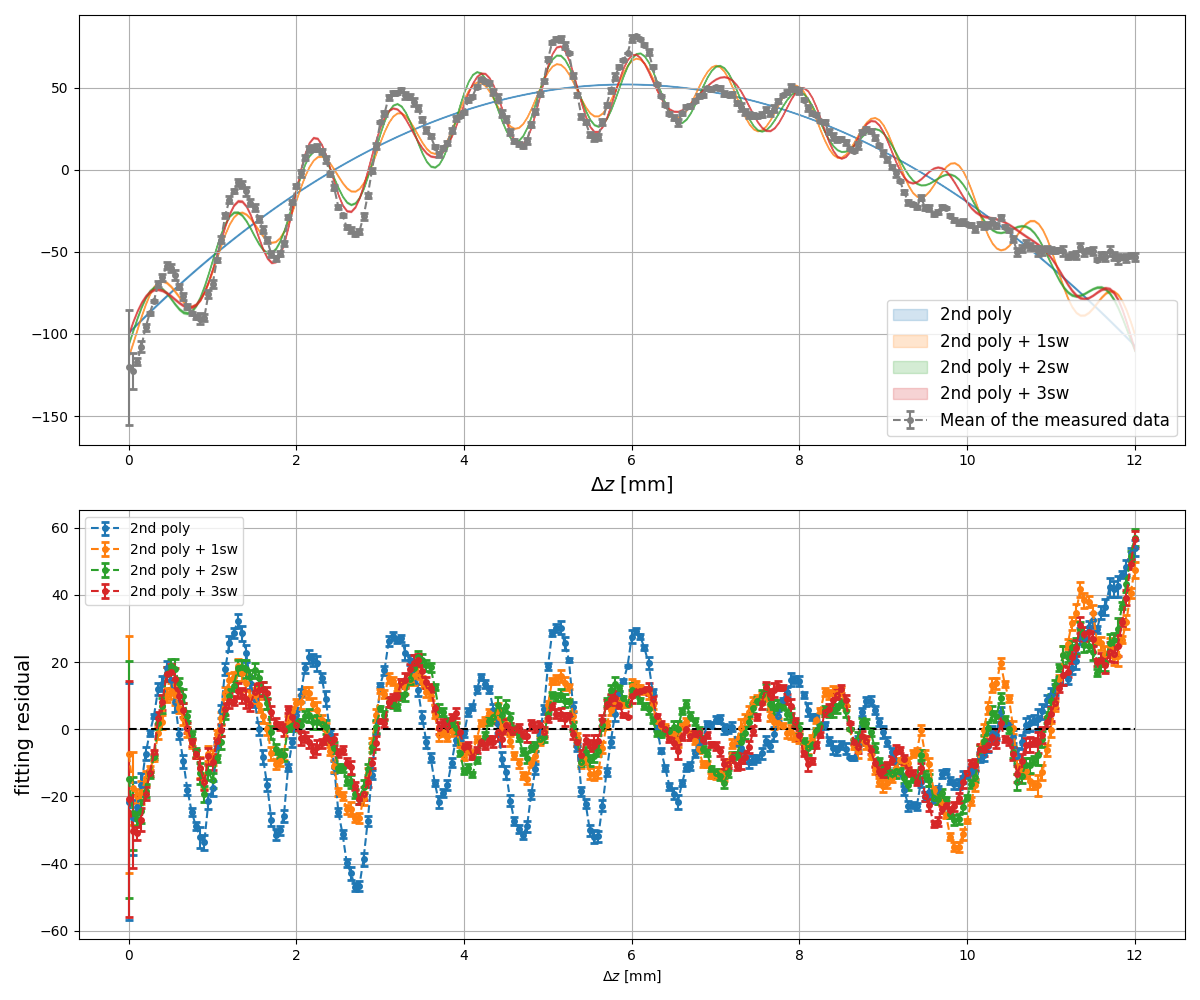 50
0
−50
−100
−150
2nd poly
2nd poly + 1sw
2nd poly + 2sw
2nd poly + 3sw
Mean of the measured data
0 2 4 6 8 10 12
Δz [mm]
fitting residual
60
40
20
0
−20
−40
−60
2nd poly
2nd poly + 1sw
2nd poly + 2sw
2nd poly + 3sw
0 2 4 6 8 10 12
Δz [mm]